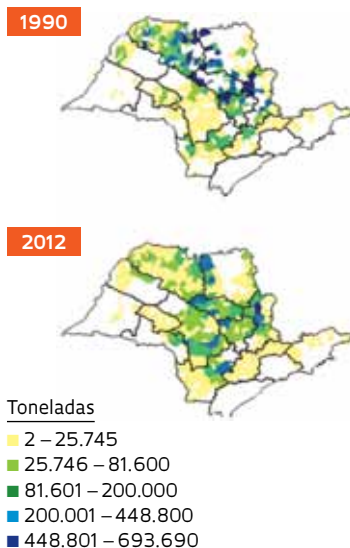 1990
2012
Toneladas
2 – 25.745
25.746 – 81.600
81.601 – 200.000
200.001 – 448.800
448.801 – 693.690